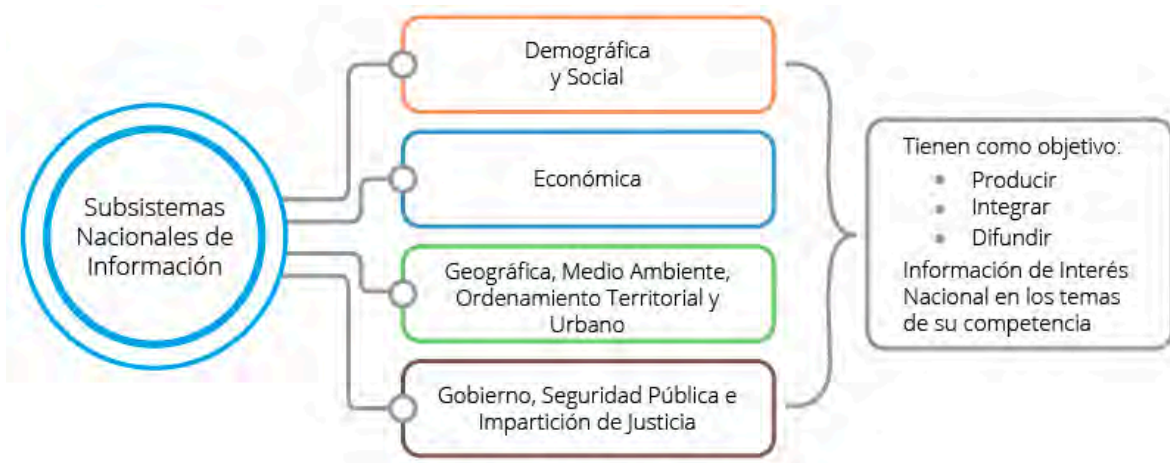 Subsistemas
Nacionales de
Información
Demográfica
y Social
Económica
Geográfica, Medio Ambiente,
Ordenamiento Territorial y
Urbano
Gobierno, Seguridad Pública e
Impartición de Justicia
Tienen como objetivo:
• Producir
• Integrar
• Difundir
Información de Interés
Nacional en los temas
de su competencia